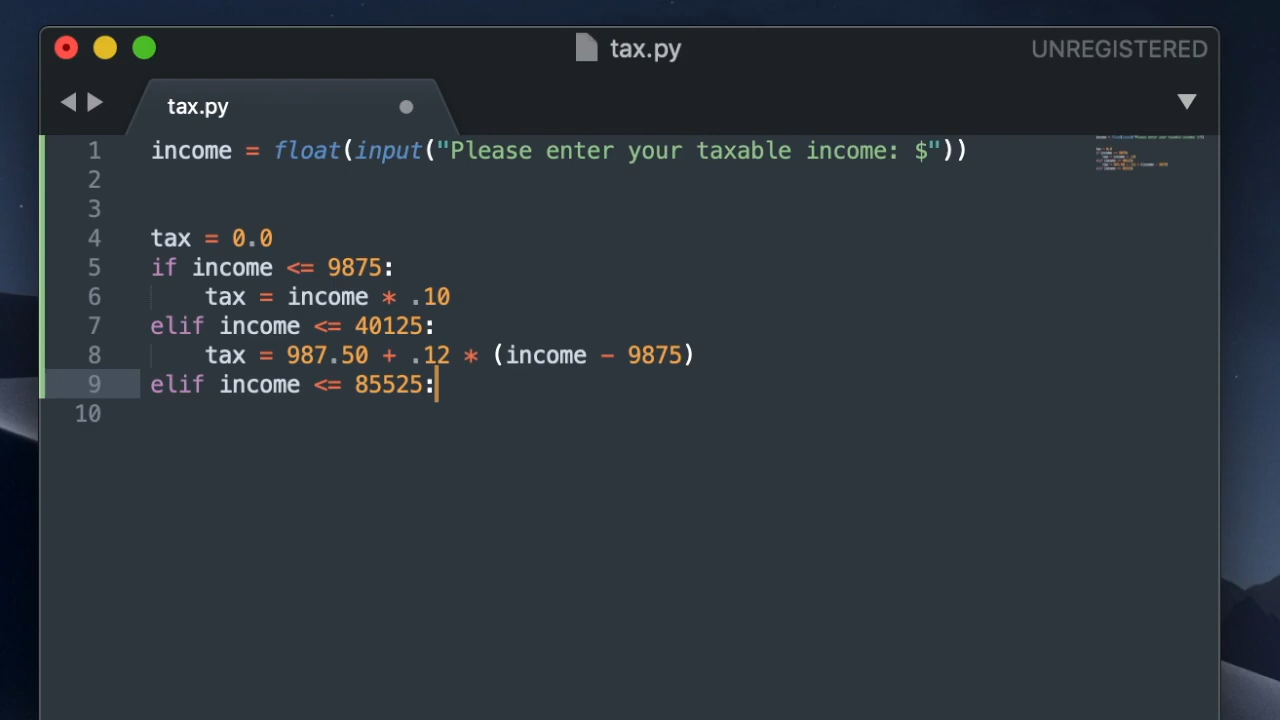 tax.py
UNREGISTERED
tax.py
1 income = float(input("Please enter your taxable income: $"))
2
3
4 tax = 0.0
5 if income <= 9875:
6     tax = income * .10
7 elif income <= 40125:
8     tax = 987.50 + .12 * (income - 9875)
9 elif income <= 85525:
10